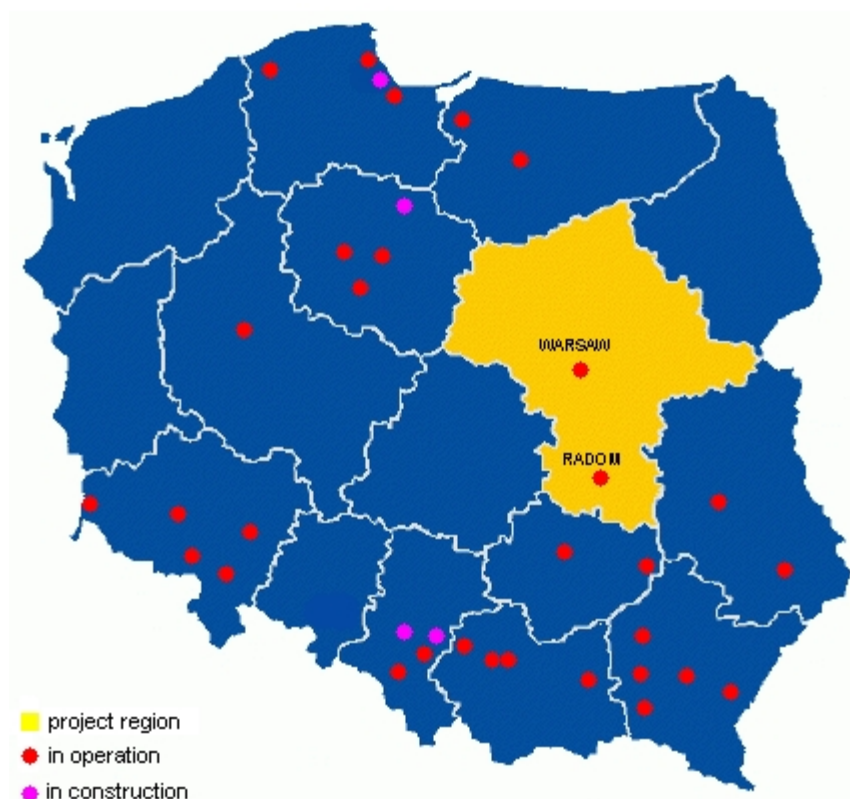 WARSAW
RADOM
project region
in operation
in construction